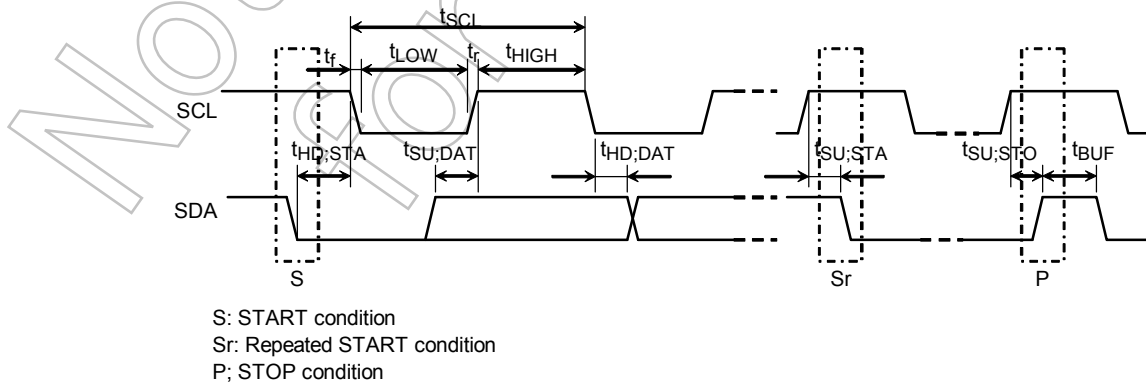 tSCL
tf tLOW tr tHIGH
SCL
tHD;STA tSU;DAT tHD;DAT tSU;STA tSU;STO tBUF
SDA
S Sr P
S: START condition
Sr: Repeated START condition
P; STOP condition